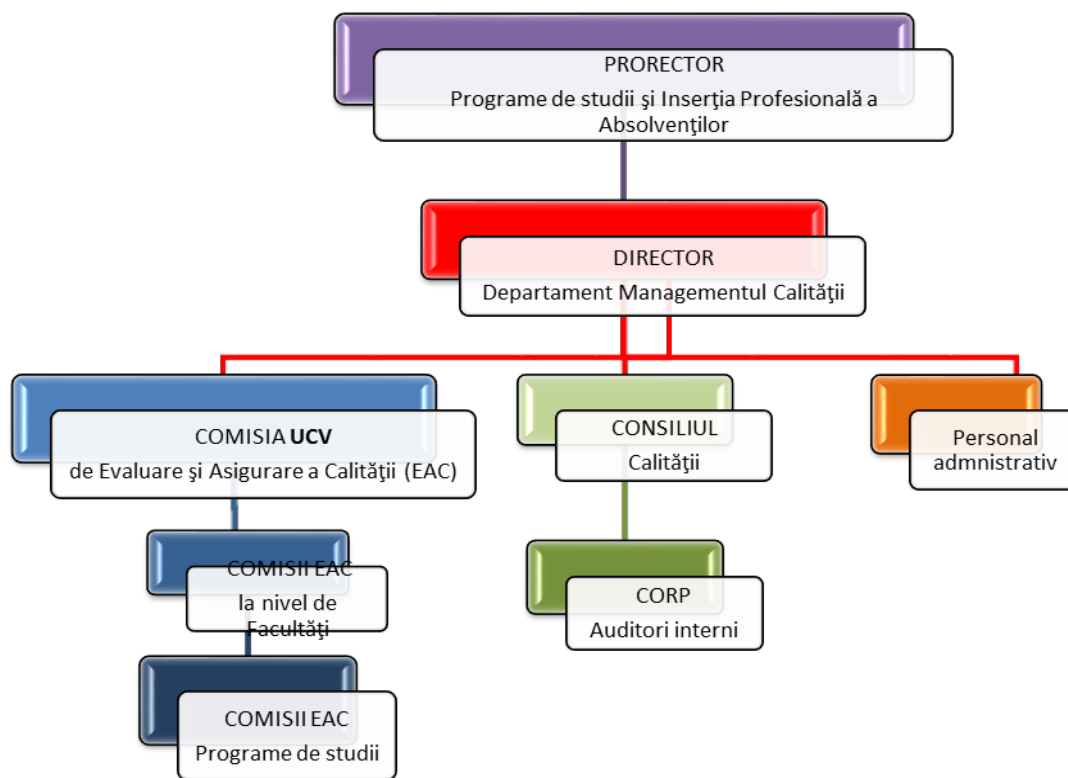 PRORECTOR
Programe de studii şi Inserţia Profesională a
Absolvenţilor
DIRECTOR
Departament Managementul Calităţii
COMISIA UCV
de Evaluare şi Asigurare a Calităţii (EAC)
CONSILIUL
Calităţii
Personal
admnistrativ
COMISII EAC
la nivel de
Facultăţi
CORP
Auditori interni
COMISII EAC
Programe de studii